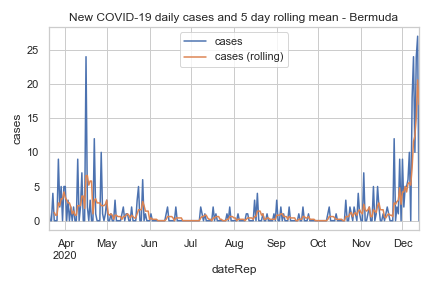 New COVID-19 daily cases and 5 day rolling mean - Bermuda
cases
cases (rolling)
25
20
15
10
5
0
cases
Apr May Jun Jul Aug Sep Oct Nov Dec
2020
dateRep